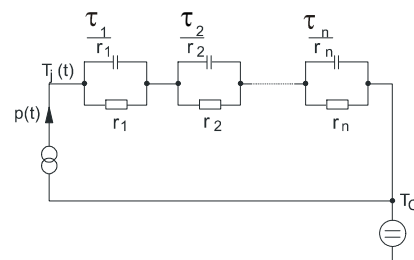 τ1/r1 τ2/r2 τn/rn
Tj(t)
p(t)
r1 r2 rn
TC